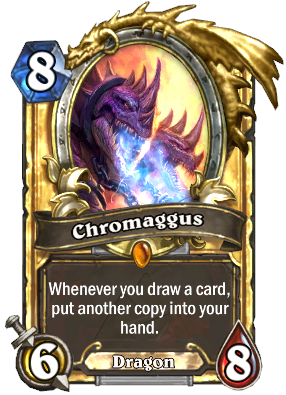 8
Chromaggus
Whenever you draw a card,
put another copy into your
hand.
6
Dragon
8